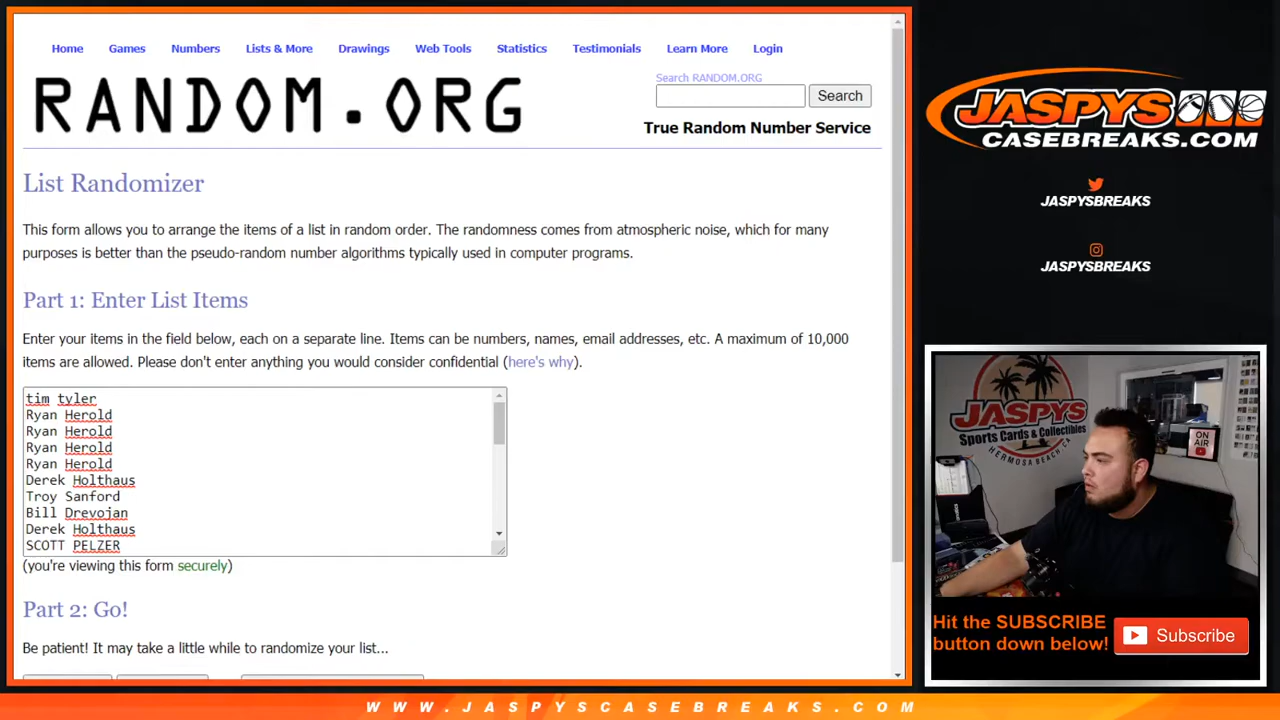 Home Games Numbers Lists & More Drawings Web Tools Statistics Testimonials Learn More Login
RANDOM.ORG
Search RANDOM.ORG
Search
True Random Number Service
List Randomizer
This form allows you to arrange the items of a list in random order. The randomness comes from atmospheric noise, which for many
purposes is better than the pseudo-random number algorithms typically used in computer programs.
Part 1: Enter List Items
Enter your items in the field below, each on a separate line. Items can be numbers, names, email addresses, etc. A maximum of 10,000
items are allowed. Please don't enter anything you would consider confidential (here's why).
tim tyler
Ryan Herold
Ryan Herold
Ryan Herold
Ryan Herold
Derek Holthaus
Troy Sanford
Bill Drevojan
Derek Holthaus
SCOTT PELZER
(you're viewing this form securely)
Part 2: Go!
Be patient! It may take a little while to randomize your list...
JASPYS
CASEBREAKS.COM
JASPYSBREAKS
JASPYSBREAKS
JASPYS
Sports Cards & Collectibles
HERMOSA BEACH, CA
ON
AIR
Hit the SUBSCRIBE
button down below!
Subscribe
WWW.JASPYSCASEBREAKS.COM